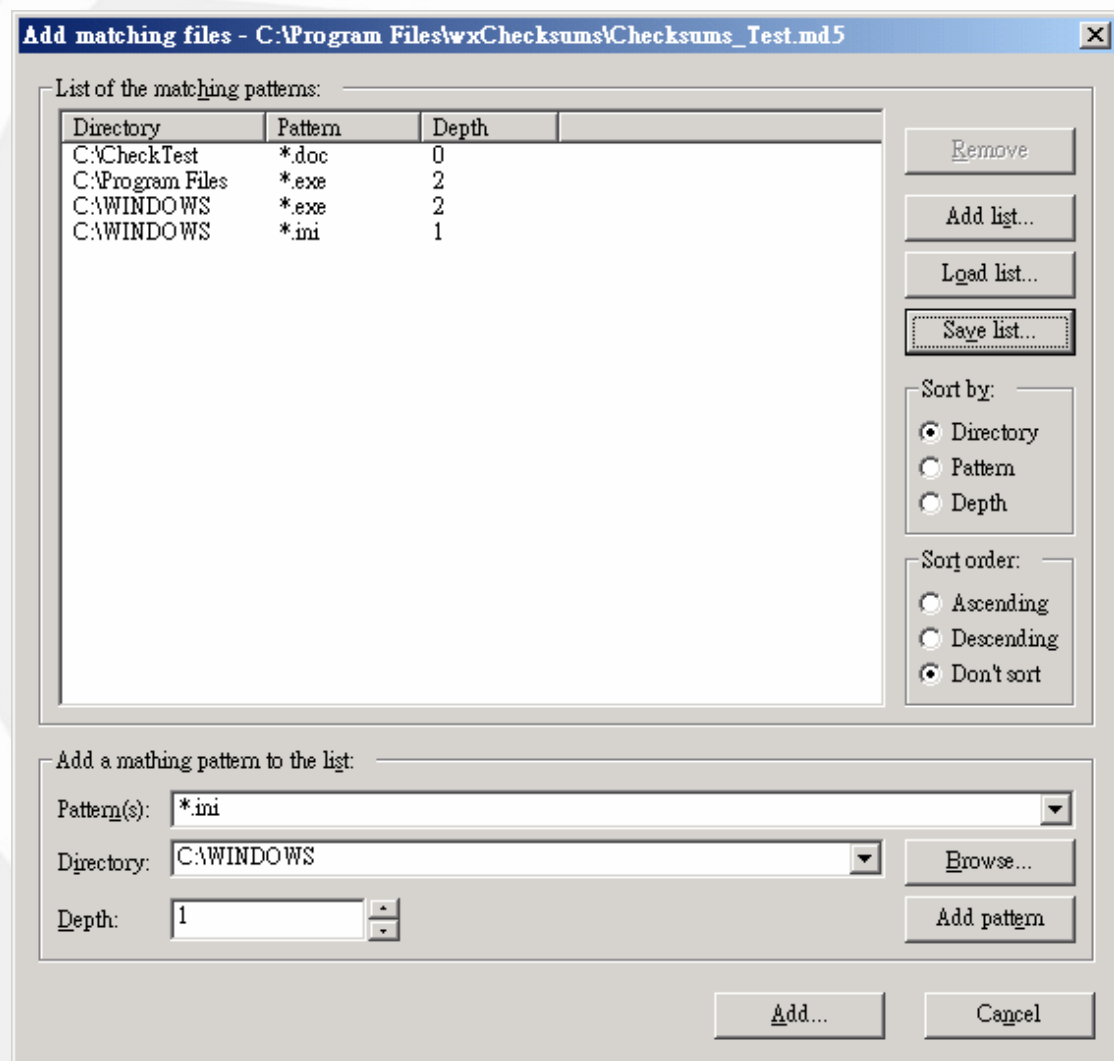 Add matching files - C:\Program Files\wxChecksums\Checksums_Test.md5
List of the matching patterns:
Directory Pattern Depth
C:\CheckTest *.doc 0
C:\Program Files *.exe 2
C:\WINDOWS *.exe 2
C:\WINDOWS *.ini 1
Remove
Add list...
Load list...
Save list...
Sort by:
Directory
Pattern
Depth
Sort order:
Ascending
Descending
Don't sort
Add a mathing pattern to the list:
Pattern(s): *.ini
Directory: C:\WINDOWS Browse...
Depth: 1 Add pattern
Add... Cancel